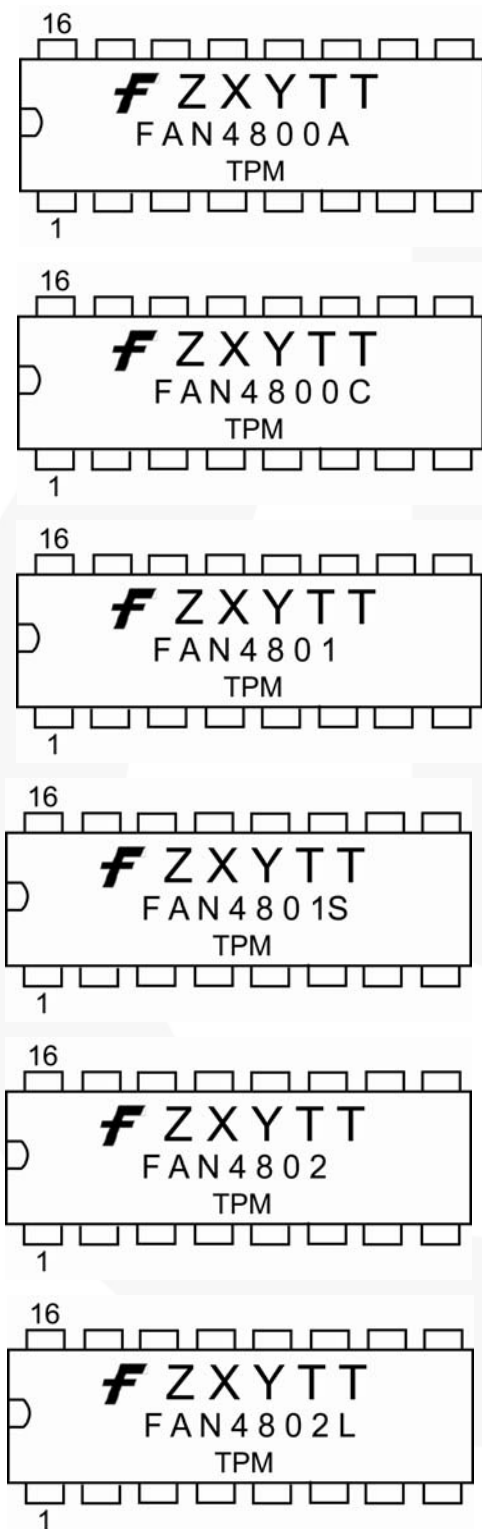 16
ZXYTT
FAN4800A
TPM
1
16
ZXYTT
FAN4800C
TPM
1
16
ZXYTT
FAN4801
TPM
1
16
ZXYTT
FAN4801S
TPM
1
16
ZXYTT
FAN4802
TPM
1
16
ZXYTT
FAN4802L
TPM
1